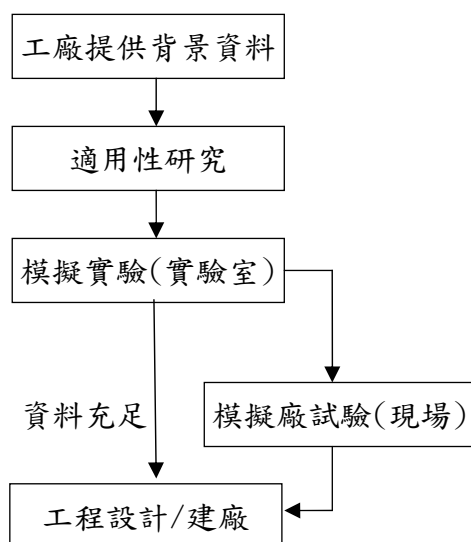 工廠提供背景資料
適用性研究
模擬實驗(實驗室)
資料充足
模擬廠試驗(現場)
工程設計/建廠